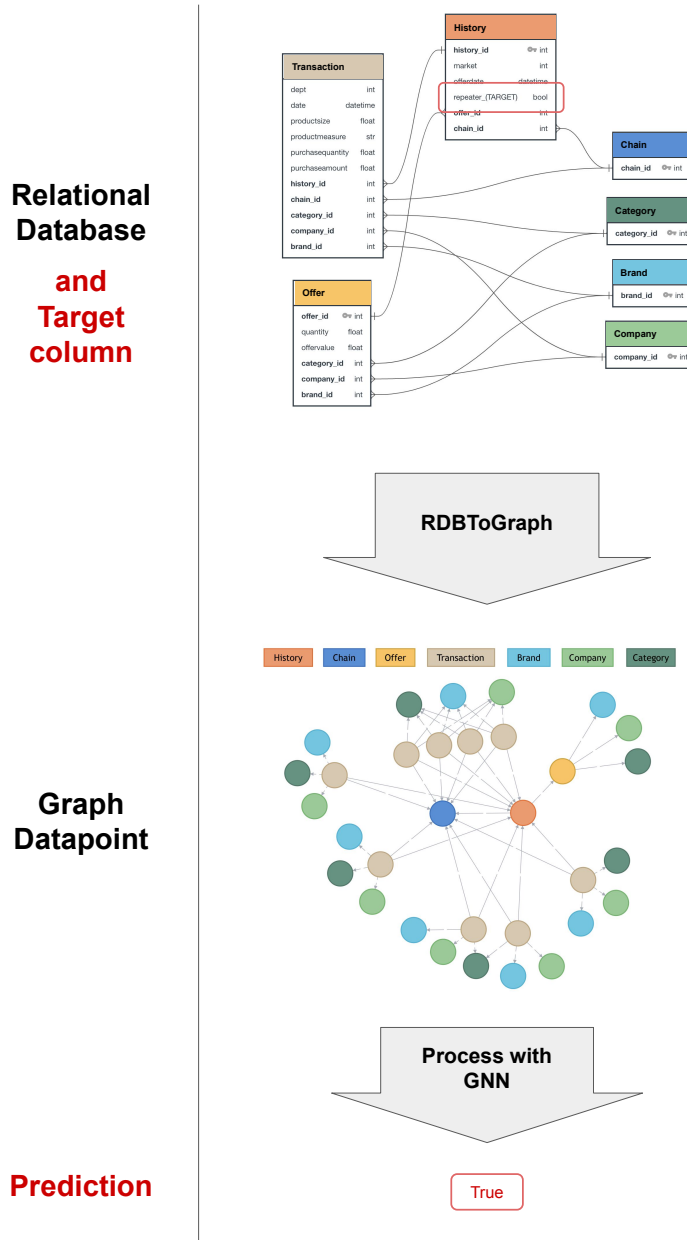 Relational
Database
and
Target
column
History
history_id int
market int
offerdate datetime
repeater_(TARGET) bool
offer_id int
chain_id int
Transaction
dept int
date datetime
productsize float
productmeasure str
purchasequantity float
purchaseamount float
history_id int
chain_id int
category_id int
company_id int
brand_id int
Chain
chain_id int
Category
category_id int
Brand
brand_id int
Company
company_id int
Offer
offer_id int
quantity float
offervalue float
category_id int
company_id int
brand_id int
RDBToGraph
Graph
Datapoint
History Chain Offer Transaction Brand Company Category
Process with
GNN
Prediction
True